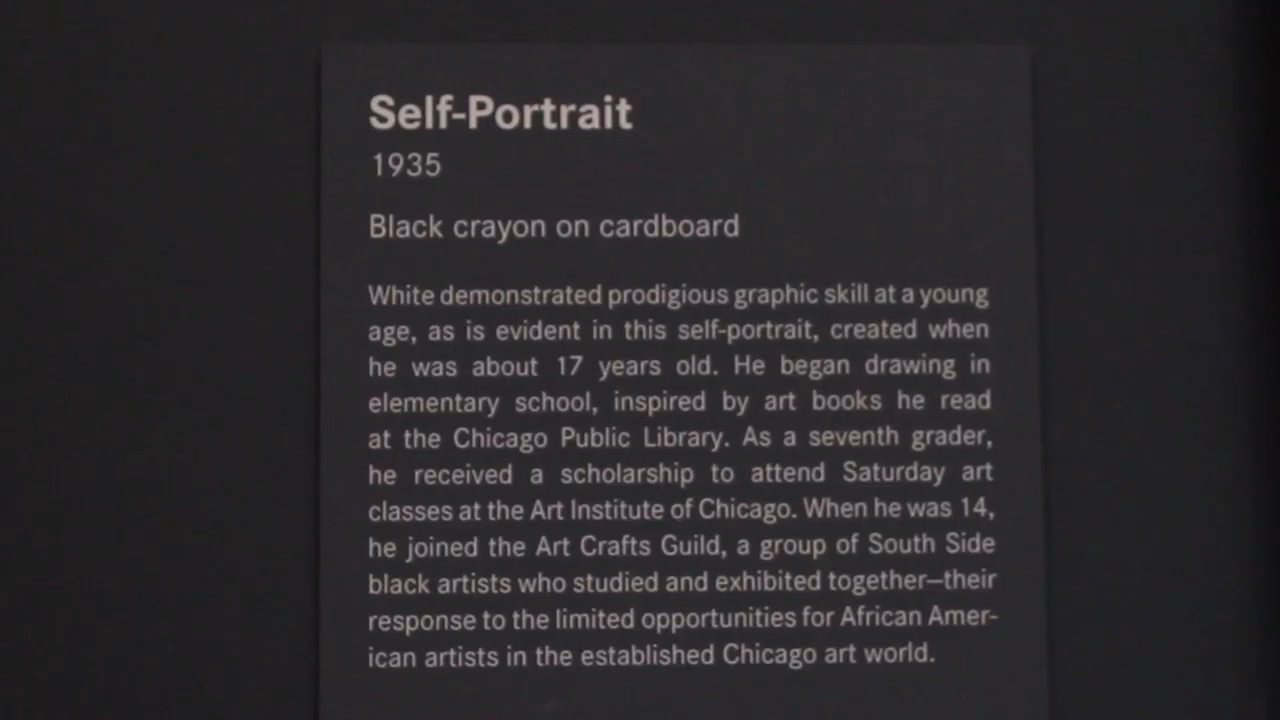 Self-Portrait
1935
Black crayon on cardboard
White demonstrated prodigious graphic skill at a young
age, as is evident in this self-portrait, created when
he was about 17 years old. He began drawing in
elementary school, inspired by art books he read
at the Chicago Public Library. As a seventh grader,
he received a scholarship to attend Saturday art
classes at the Art Institute of Chicago. When he was 14,
he joined the Art Crafts Guild, a group of South Side
black artists who studied and exhibited together—their
response to the limited opportunities for African Amer-
ican artists in the established Chicago art world.